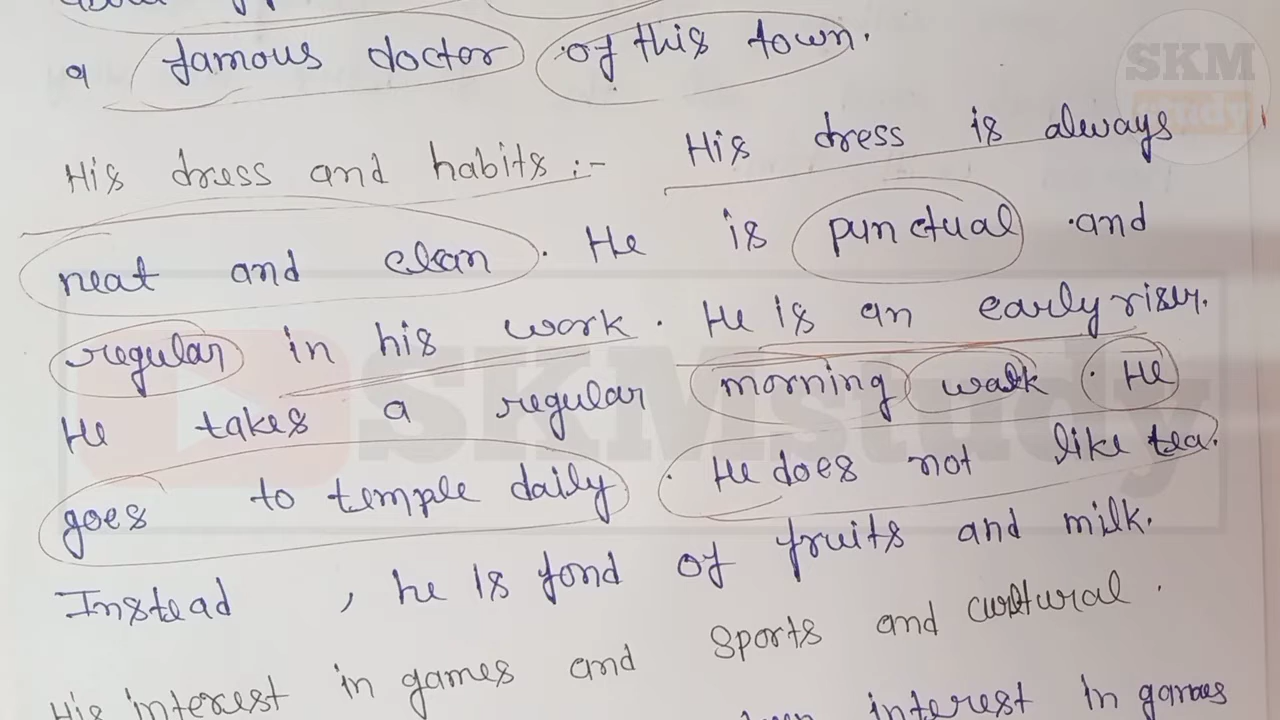 a famous doctor of this town.
SKM
study
His dress and habits :- His dress is always
neat and clean. He is punctual and
regular in his work. He is an early riser.
He takes a regular morning walk. He
goes to temple daily. He does not like tea.
Instead, he is fond of fruits and milk.
His interest in games and sports and cultural.
interest in games
SKMstudy